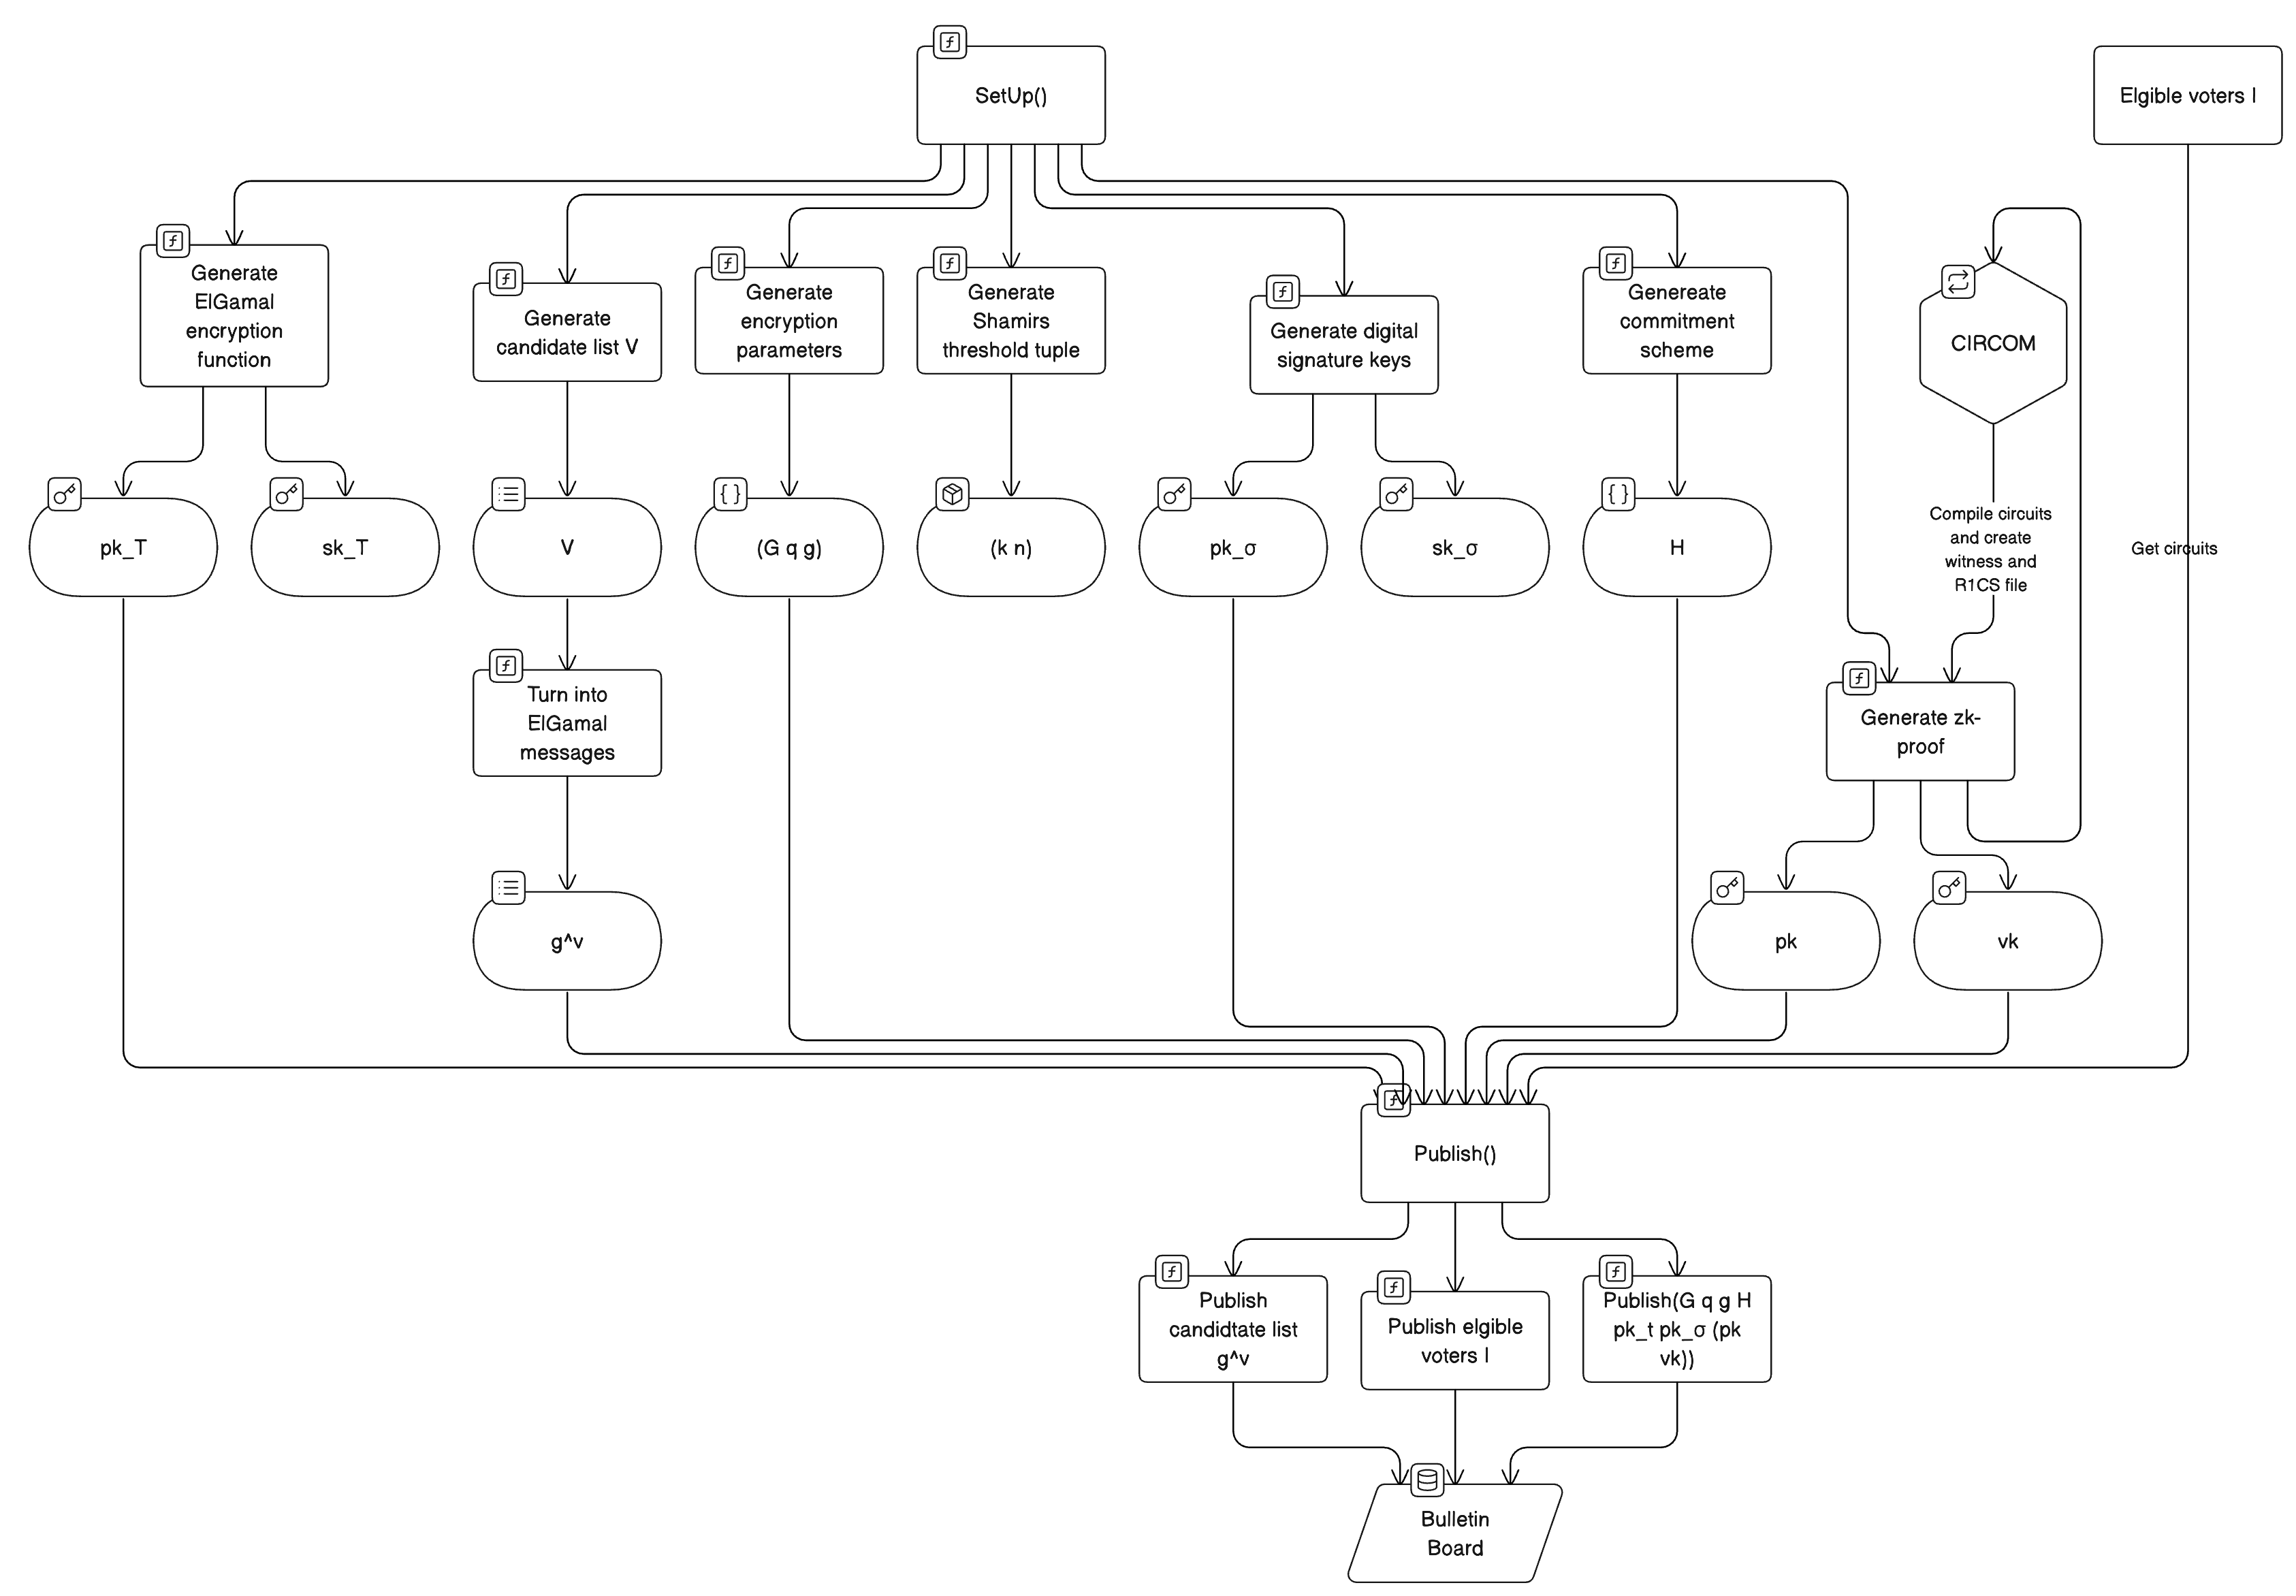 SetUp()
Elgible voters I
Generate
ElGamal
encryption
function
Generate
candidate list V
Generate
encryption
parameters
Generate
Shamirs
threshold tuple
Generate digital
signature keys
Genereate
commitment
scheme
CIRCOM
pk_T
sk_T
V
(G q g)
(k n)
pk_σ
sk_σ
H
Compile circuits
and create
witness and
R1CS file
Get circuits
Turn into
ElGamal
messages
Generate zk-
proof
g^v
pk
vk
Publish()
Publish
candidtate list
g^v
Publish elgible
voters I
Publish(G q g H
pk_t pk_σ (pk
vk))
Bulletin
Board